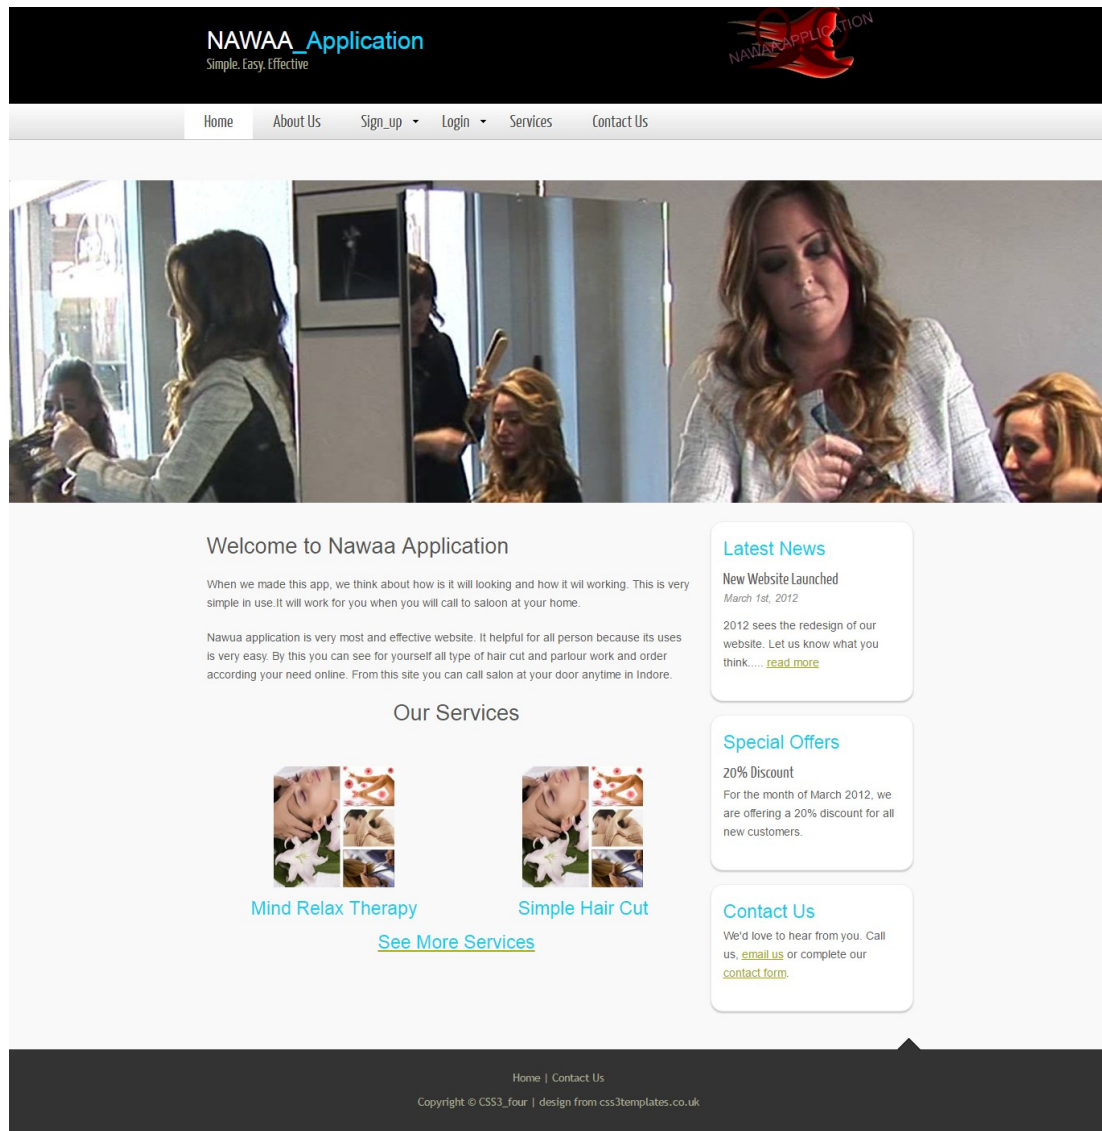 NAWAA_Application
Simple. Easy. Effective
NAWAA APPLICATION
Home About Us Sign_up Login Services Contact Us
Welcome to Nawaa Application
When we made this app, we think about how is it will looking and how it wil working. This is very
simple in use.It will work for you when you will call to saloon at your home.
Nawua application is very most and effective website. It helpful for all person because its uses
is very easy. By this you can see for yourself all type of hair cut and parlour work and order
according your need online. From this site you can call salon at your door anytime in Indore.
Our Services
Mind Relax Therapy
Simple Hair Cut
See More Services
Latest News
New Website Launched
March 1st, 2012
2012 sees the redesign of our
website. Let us know what you
think..... read more
Special Offers
20% Discount
For the month of March 2012, we
are offering a 20% discount for all
new customers.
Contact Us
We'd love to hear from you. Call
us, email us or complete our
contact form.
Home | Contact Us
Copyright © CSS3_four | design from css3templates.co.uk